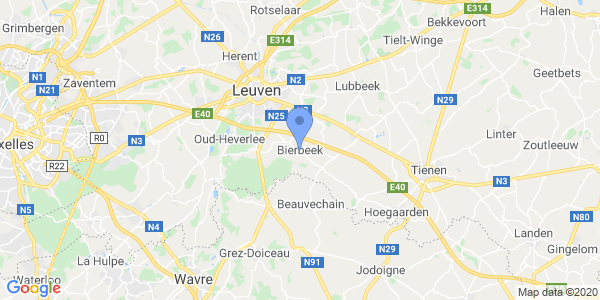 Rotselaar
E314
Halen
Bekkevoort
Grimbergen
N26
Tielt-Winge
E314
Herent
N1
Zaventem
N2
Lubbeek
Geetbets
Leuven
N21
N29
E40
N25
Linter
R0
N3
Oud-Heverlee
Zoutleeuw
xelles
Bierbeek
R22
Tienen
N3
E40
Beauvechain
N5
Hoegaarden
N80
N4
Landen
Grez-Doiceau
N29
Gingelom
La Hulpe
N91
Jodoigne
Wavre
Waterloo
Google
Map data ©2020